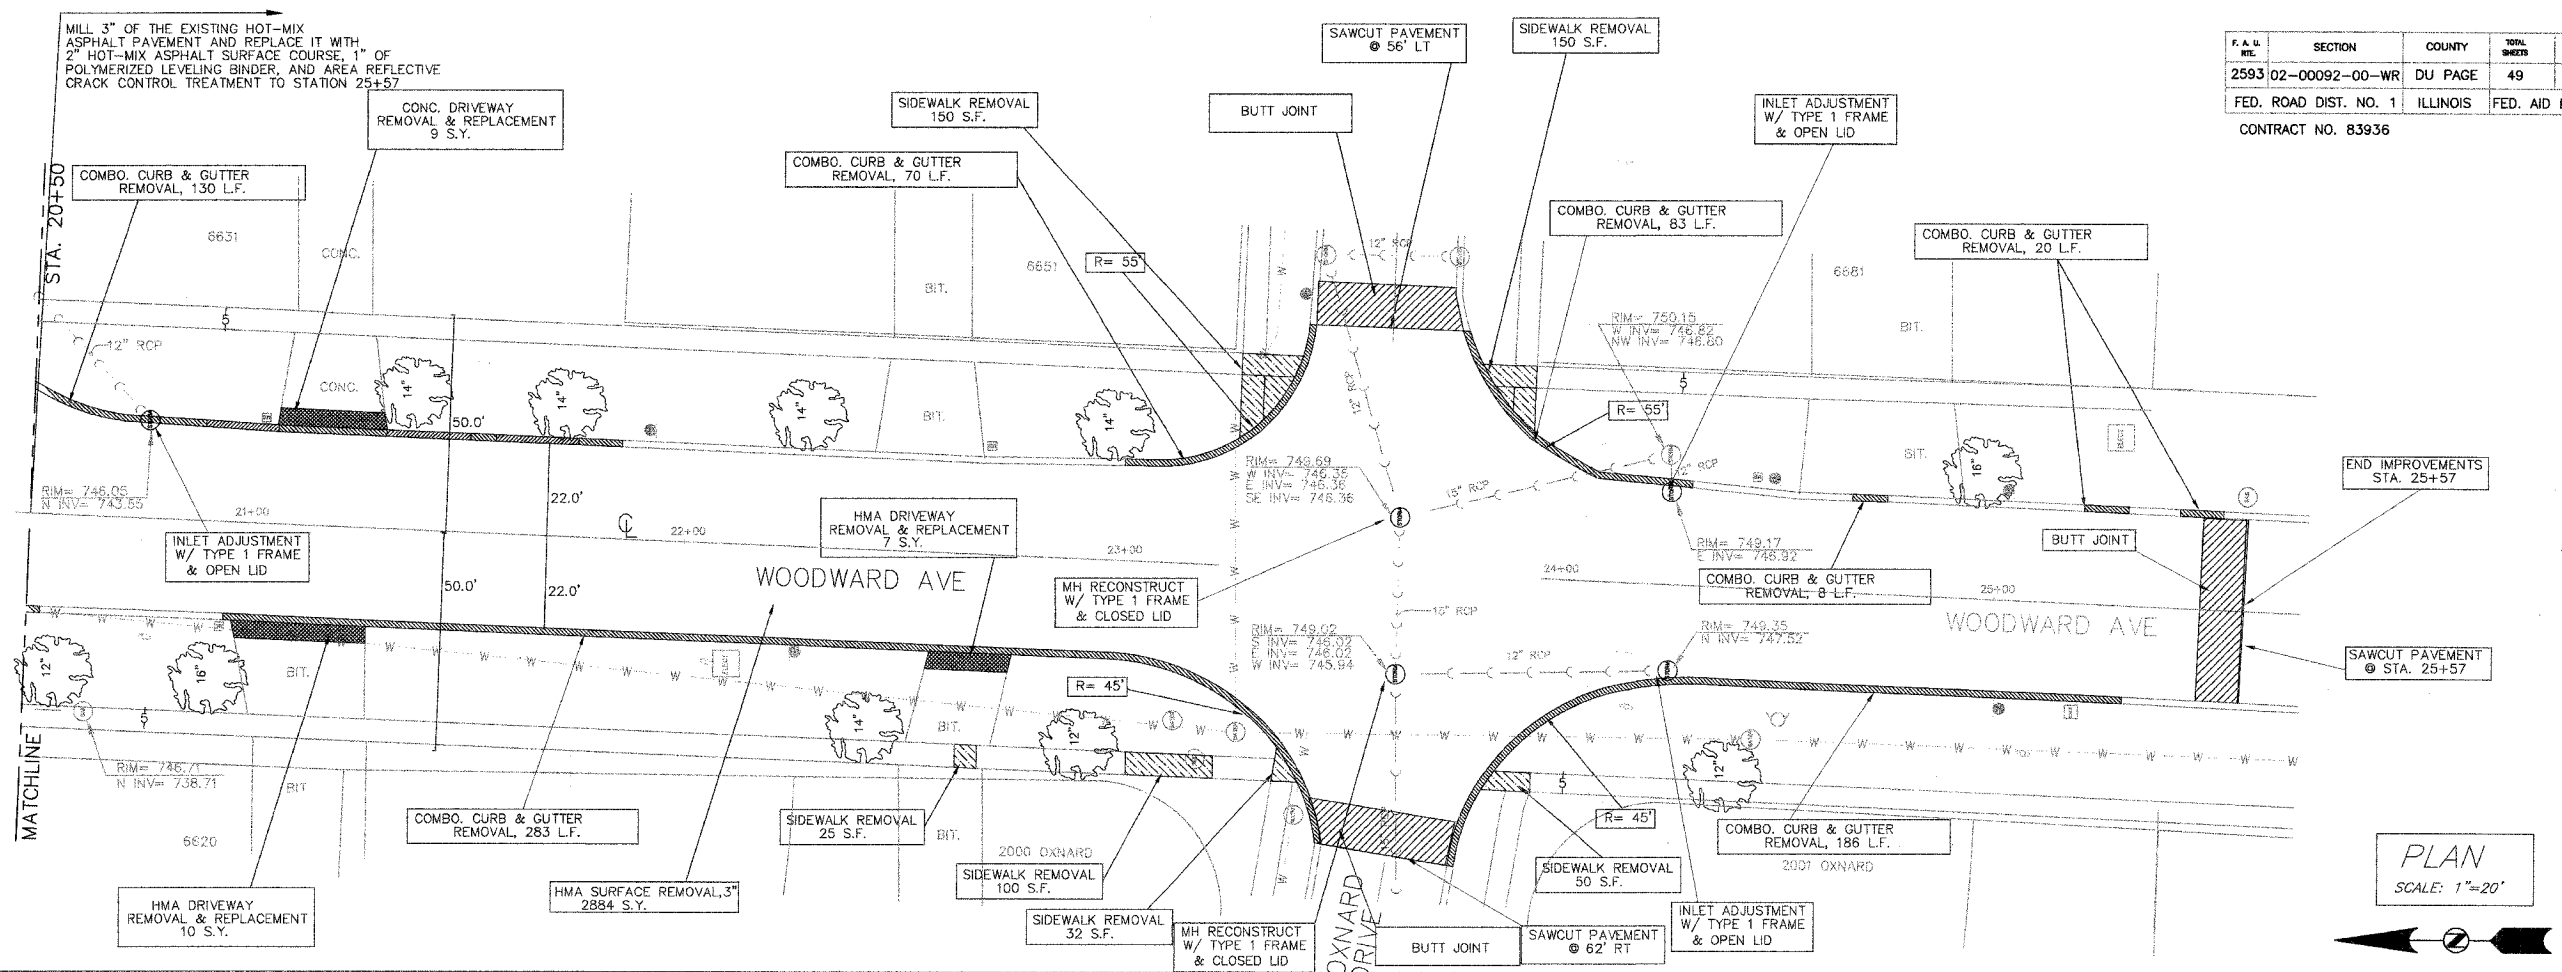 MILL 3" OF THE EXISTING HOT-MIX
ASPHALT PAVEMENT AND REPLACE IT WITH
2" HOT-MIX ASPHALT SURFACE COURSE, 1" OF
POLYMERIZED LEVELING BINDER, AND AREA REFLECTIVE
CRACK CONTROL TREATMENT TO STATION 25+57
CONC. DRIVEWAY
REMOVAL & REPLACEMENT
9 S.Y.
COMBO. CURB & GUTTER
REMOVAL, 130 L.F.
STA. 20+50
SIDEWALK REMOVAL
150 S.F.
COMBO. CURB & GUTTER
REMOVAL, 70 L.F.
BUTT JOINT
SAWCUT PAVEMENT
@ 56' LT
SIDEWALK REMOVAL
150 S.F.
INLET ADJUSTMENT
W/ TYPE 1 FRAME
& OPEN LID
COMBO. CURB & GUTTER
REMOVAL, 83 L.F.
COMBO. CURB & GUTTER
REMOVAL, 20 L.F.
F. A. U. RTE.
SECTION
COUNTY
TOTAL SHEETS
2593
02-00092-00-WR
DU PAGE
49
FED. ROAD DIST. NO. 1
ILLINOIS
FED. AID
CONTRACT NO. 83936
6631
CONC.
6651
BIT.
R= 55'
12" RCP
6681
BIT.
5
12" RCP
CONC.
14"
14"
14"
BIT.
14"
50.0'
12" RCP
R= 55'
5
RIM= 750.15
W INV= 746.82
NW INV= 746.80
12" RCP
BIT.
16"
END IMPROVEMENTS
STA. 25+57
RIM= 746.05
N INV= 743.55
21+00
22.0'
22+00
HMA DRIVEWAY
REMOVAL & REPLACEMENT
7 S.Y.
23+00
RIM= 749.69
W INV= 746.35
E INV= 746.36
SE INV= 746.36
15" RCP
RIM= 749.17
E INV= 746.92
BUTT JOINT
INLET ADJUSTMENT
W/ TYPE 1 FRAME
& OPEN LID
50.0'
22.0'
WOODWARD AVE
MH RECONSTRUCT
W/ TYPE 1 FRAME
& CLOSED LID
15" RCP
24+00
COMBO. CURB & GUTTER
REMOVAL, 8 L.F.
25+00
WOODWARD AVE
RIM= 749.02
S INV= 746.02
E INV= 746.02
W INV= 745.94
12" RCP
RIM= 749.35
N INV= 747.52
SAWCUT PAVEMENT
@ STA. 25+57
12"
16"
BIT.
5
14"
BIT.
R= 45'
12"
12"
5
R= 45'
MATCHLINE
RIM= 746.71
N INV= 738.71
BIT
6620
COMBO. CURB & GUTTER
REMOVAL, 283 L.F.
SIDEWALK REMOVAL
25 S.F.
BIT.
2000 OXNARD
SIDEWALK REMOVAL
100 S.F.
SIDEWALK REMOVAL
32 S.F.
SIDEWALK REMOVAL
50 S.F.
COMBO. CURB & GUTTER
REMOVAL, 186 L.F.
2001 OXNARD
HMA DRIVEWAY
REMOVAL & REPLACEMENT
10 S.Y.
HMA SURFACE REMOVAL,3"
2884 S.Y.
MH RECONSTRUCT
W/ TYPE 1 FRAME
& CLOSED LID
OXNARD
DRIVE
BUTT JOINT
SAWCUT PAVEMENT
@ 62' RT
INLET ADJUSTMENT
W/ TYPE 1 FRAME
& OPEN LID
PLAN
SCALE: 1"=20'
Z